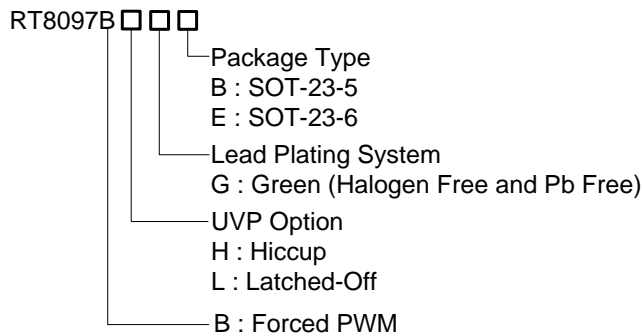 RT8097B
Package Type
B : SOT-23-5
E : SOT-23-6
Lead Plating System
G : Green (Halogen Free and Pb Free)
UVP Option
H : Hiccup
L : Latched-Off
B : Forced PWM